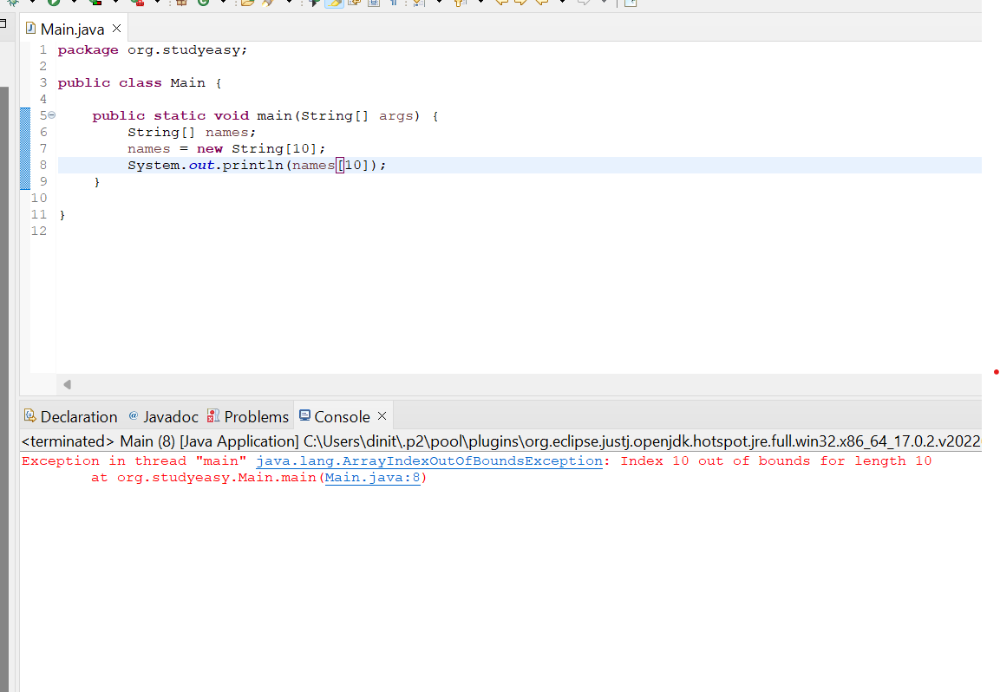 Main.java
1 package org.studyeasy;
2
3 public class Main {
4
5 public static void main(String[] args) {
6 String[] names;
7 names = new String[10];
8 System.out.println(names[10]);
9 }
10
11 }
12
Declaration @ Javadoc Problems Console
<terminated> Main (8) [Java Application] C:\Users\dinit\.p2\pool\plugins\org.eclipse.justj.openjdk.hotspot.jre.full.win32.x86_64_17.0.2.v2022
Exception in thread "main" java.lang.ArrayIndexOutOfBoundsException: Index 10 out of bounds for length 10
at org.studyeasy.Main.main(Main.java:8)